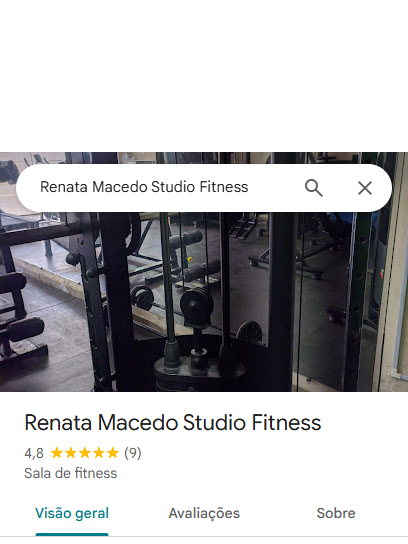 Renata Macedo Studio Fitness
Renata Macedo Studio Fitness
4,8 (9)
Sala de fitness
Visão geral Avaliações Sobre